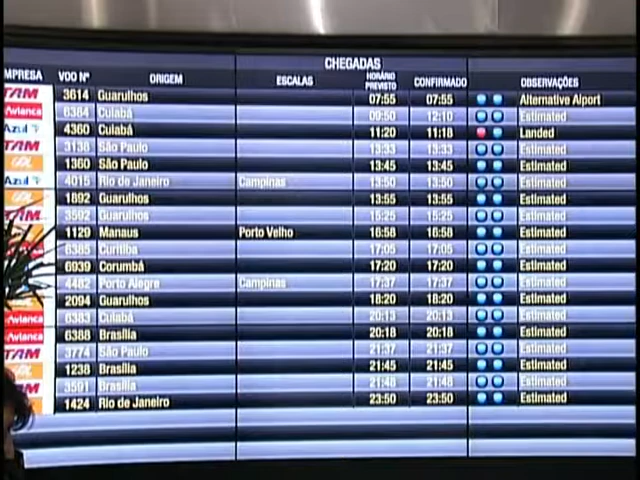 CHEGADAS
EMPRESA VOO Nº ORIGEM ESCALAS HORÁRIO PREVISTO CONFIRMADO OBSERVAÇÕES
TAM 3614 Guarulhos 07:55 07:55 Alternative Aiport
Avianca 6384 Cuiabá 12:10 Estimated
Azul 4360 Cuiabá 11:20 11:18 Landed
TAM 3138 São Paulo 13:33 13:33 Estimated
GOL 1360 São Paulo 13:45 13:45 Estimated
Azul 4015 Rio de Janeiro Campinas 13:50 13:50 Estimated
GOL 1892 Guarulhos 13:55 13:55 Estimated
TAM 3502 Guarulhos 15:25 15:25 Estimated
1129 Manaus Porto Velho 16:58 16:58 Estimated
6385 Curitiba 17:05 17:05 Estimated
6939 Corumbá 17:20 17:20 Estimated
4482 Porto Alegre Campinas 17:37 17:37 Estimated
2094 Guarulhos 18:20 18:20 Estimated
Avianca 6383 Cuiabá 20:13 20:13 Estimated
Avianca 6388 Brasília 20:18 20:18 Estimated
TAM 3774 São Paulo 21:37 21:37 Estimated
GOL 1238 Brasília 21:45 21:45 Estimated
TAM 3591 Brasília 21:48 21:48 Estimated
1424 Rio de Janeiro 23:50 23:50 Estimated